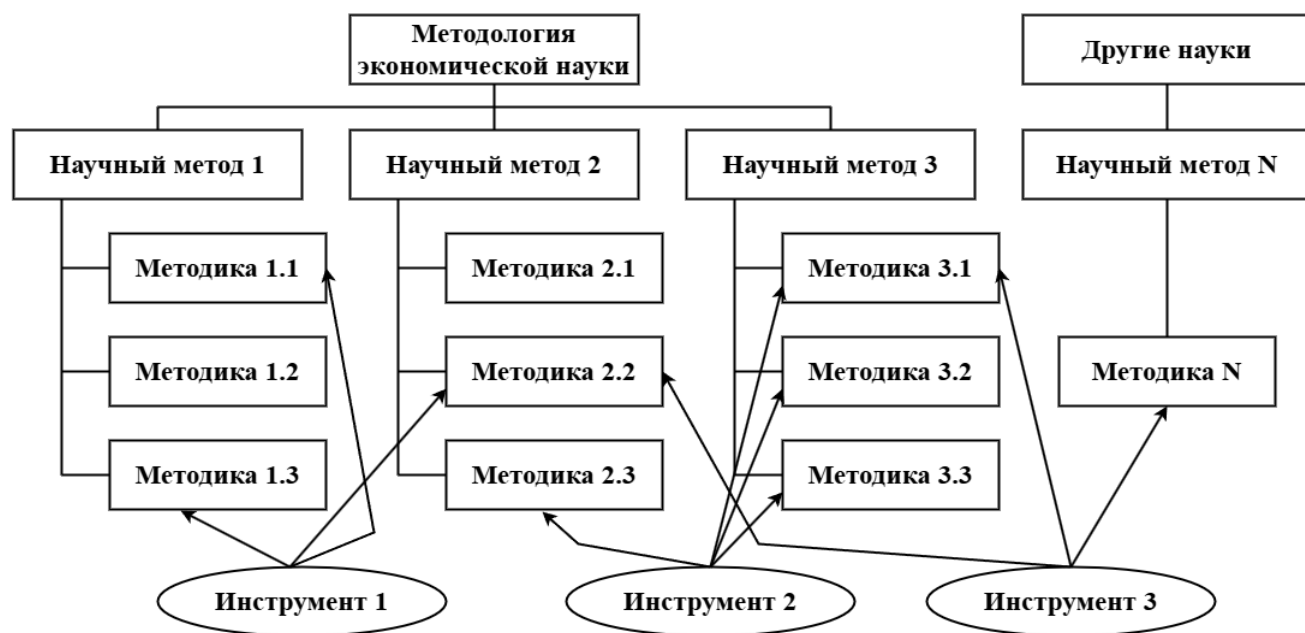 Методология
экономической науки
Другие науки
Научный метод 1
Научный метод 2
Научный метод 3
Научный метод N
Методика 1.1
Методика 2.1
Методика 3.1
Методика 1.2
Методика 2.2
Методика 3.2
Методика N
Методика 1.3
Методика 2.3
Методика 3.3
Инструмент 1
Инструмент 2
Инструмент 3